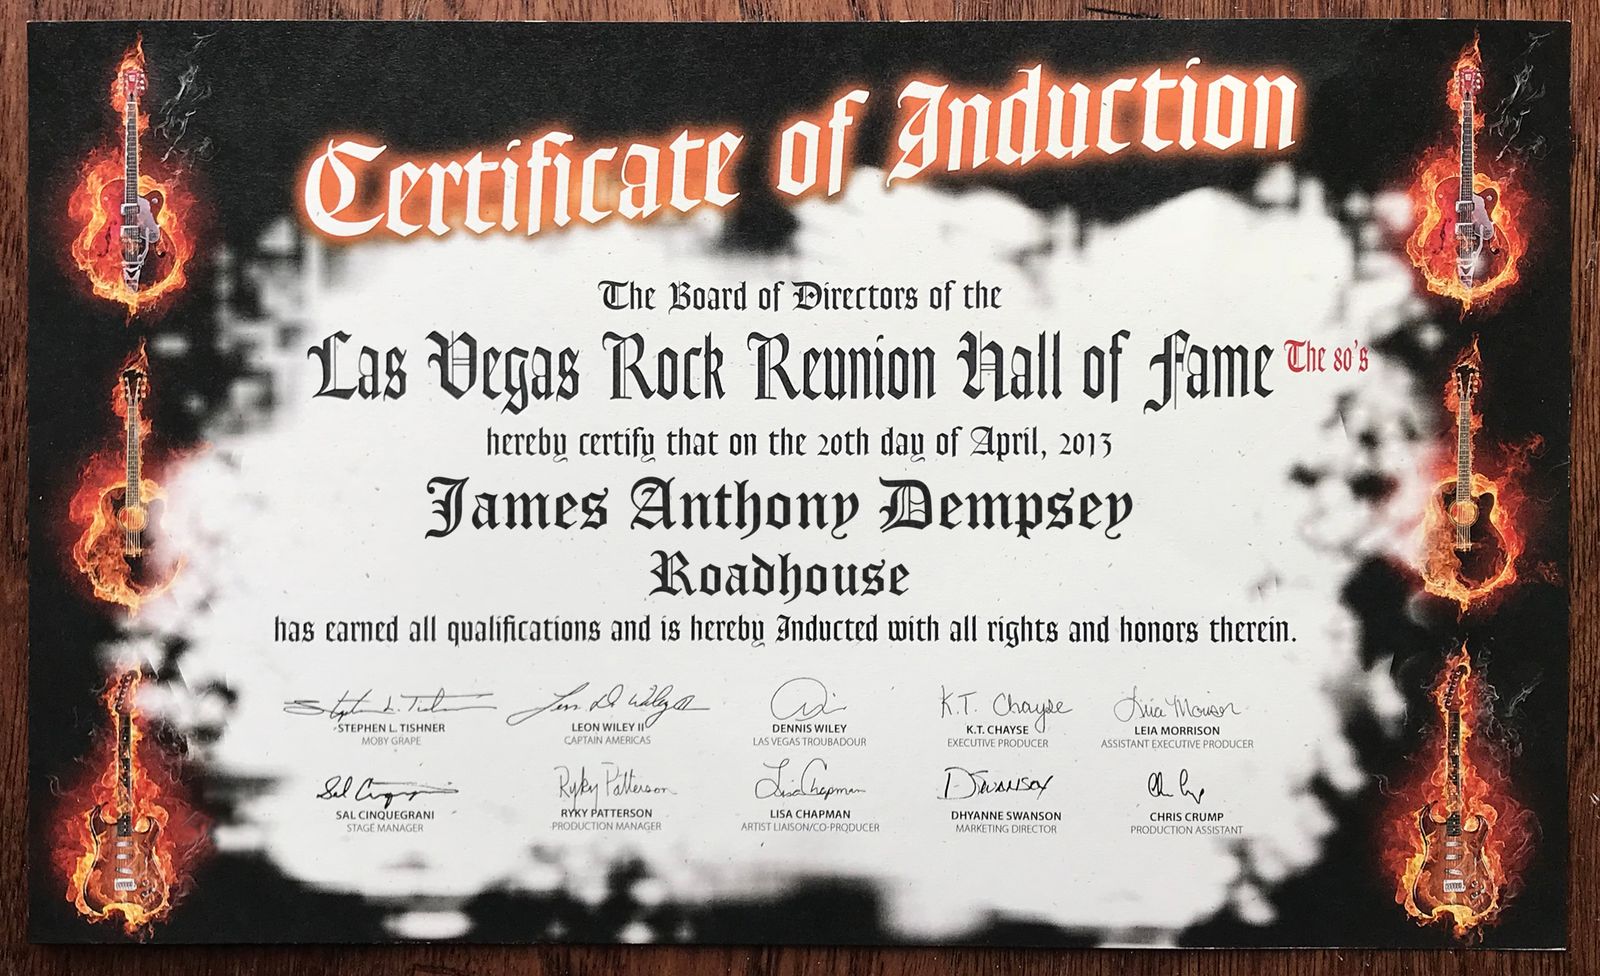 Certificate of Induction
The Board of Directors of the
Las Vegas Rock Reunion Hall of Fame The 80's
hereby certify that on the 20th day of April, 2013
James Anthony Dempsey
Roadhouse
has earned all qualifications and is hereby Inducted with all rights and honors therein.
STEPHEN L. TISHNER LEON WILEY II DENNIS WILEY K.T. Chayse
K.T. CHAYSE LEIA MORRISON
MOBY GRAPE CAPTAIN AMERICAS LAS VEGAS TROUBADOUR EXECUTIVE PRODUCER ASSISTANT EXECUTIVE PRODUCER
Ryky Patterson Lisa Chapman DSwanson
SAL CINQUEGRANI RYKY PATTERSON LISA CHAPMAN DHYANNE SWANSON CHRIS CRUMP
STAGE MANAGER PRODUCTION MANAGER ARTIST LIAISON/CO-PRODUCER MARKETING DIRECTOR PRODUCTION ASSISTANT